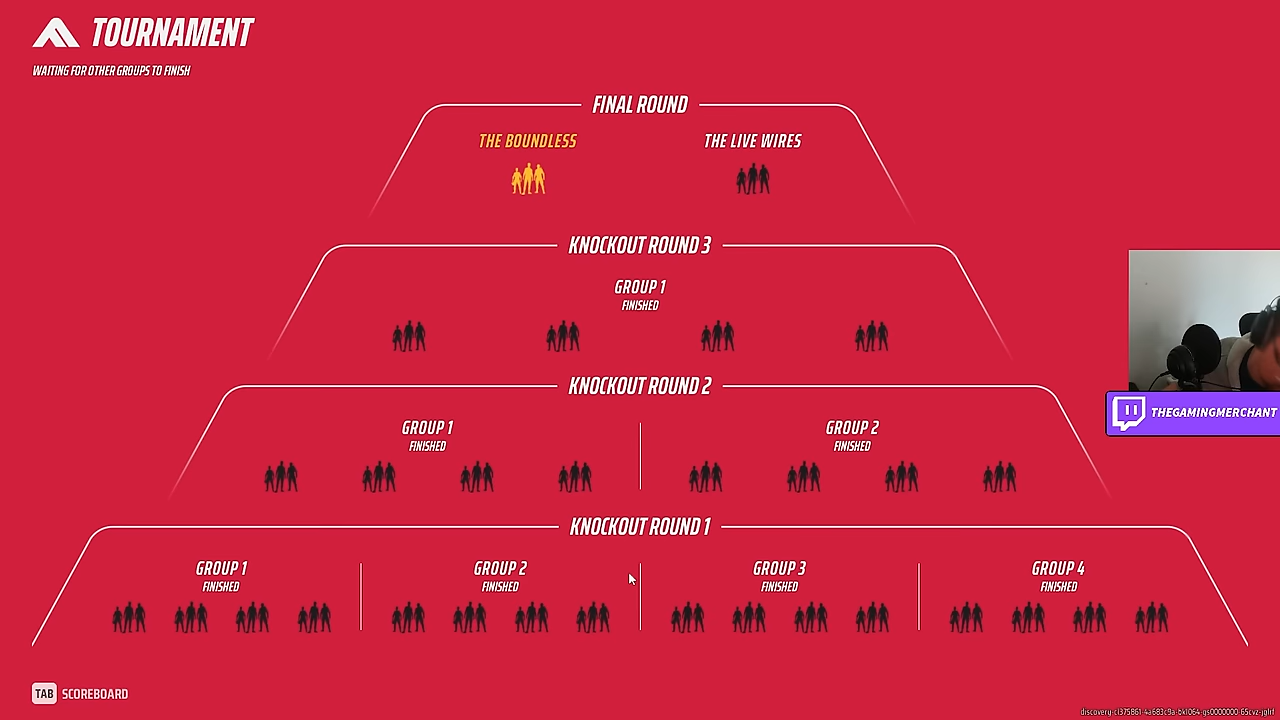 TOURNAMENT
WAITING FOR OTHER GROUPS TO FINISH
FINAL ROUND
THE BOUNDLESS
THE LIVE WIRES
KNOCKOUT ROUND 3
GROUP 1
FINISHED
KNOCKOUT ROUND 2
GROUP 1
FINISHED
GROUP 2
FINISHED
THEGAMINGMERCHANT
KNOCKOUT ROUND 1
GROUP 1
FINISHED
GROUP 2
FINISHED
GROUP 3
FINISHED
GROUP 4
FINISHED
TAB SCOREBOARD